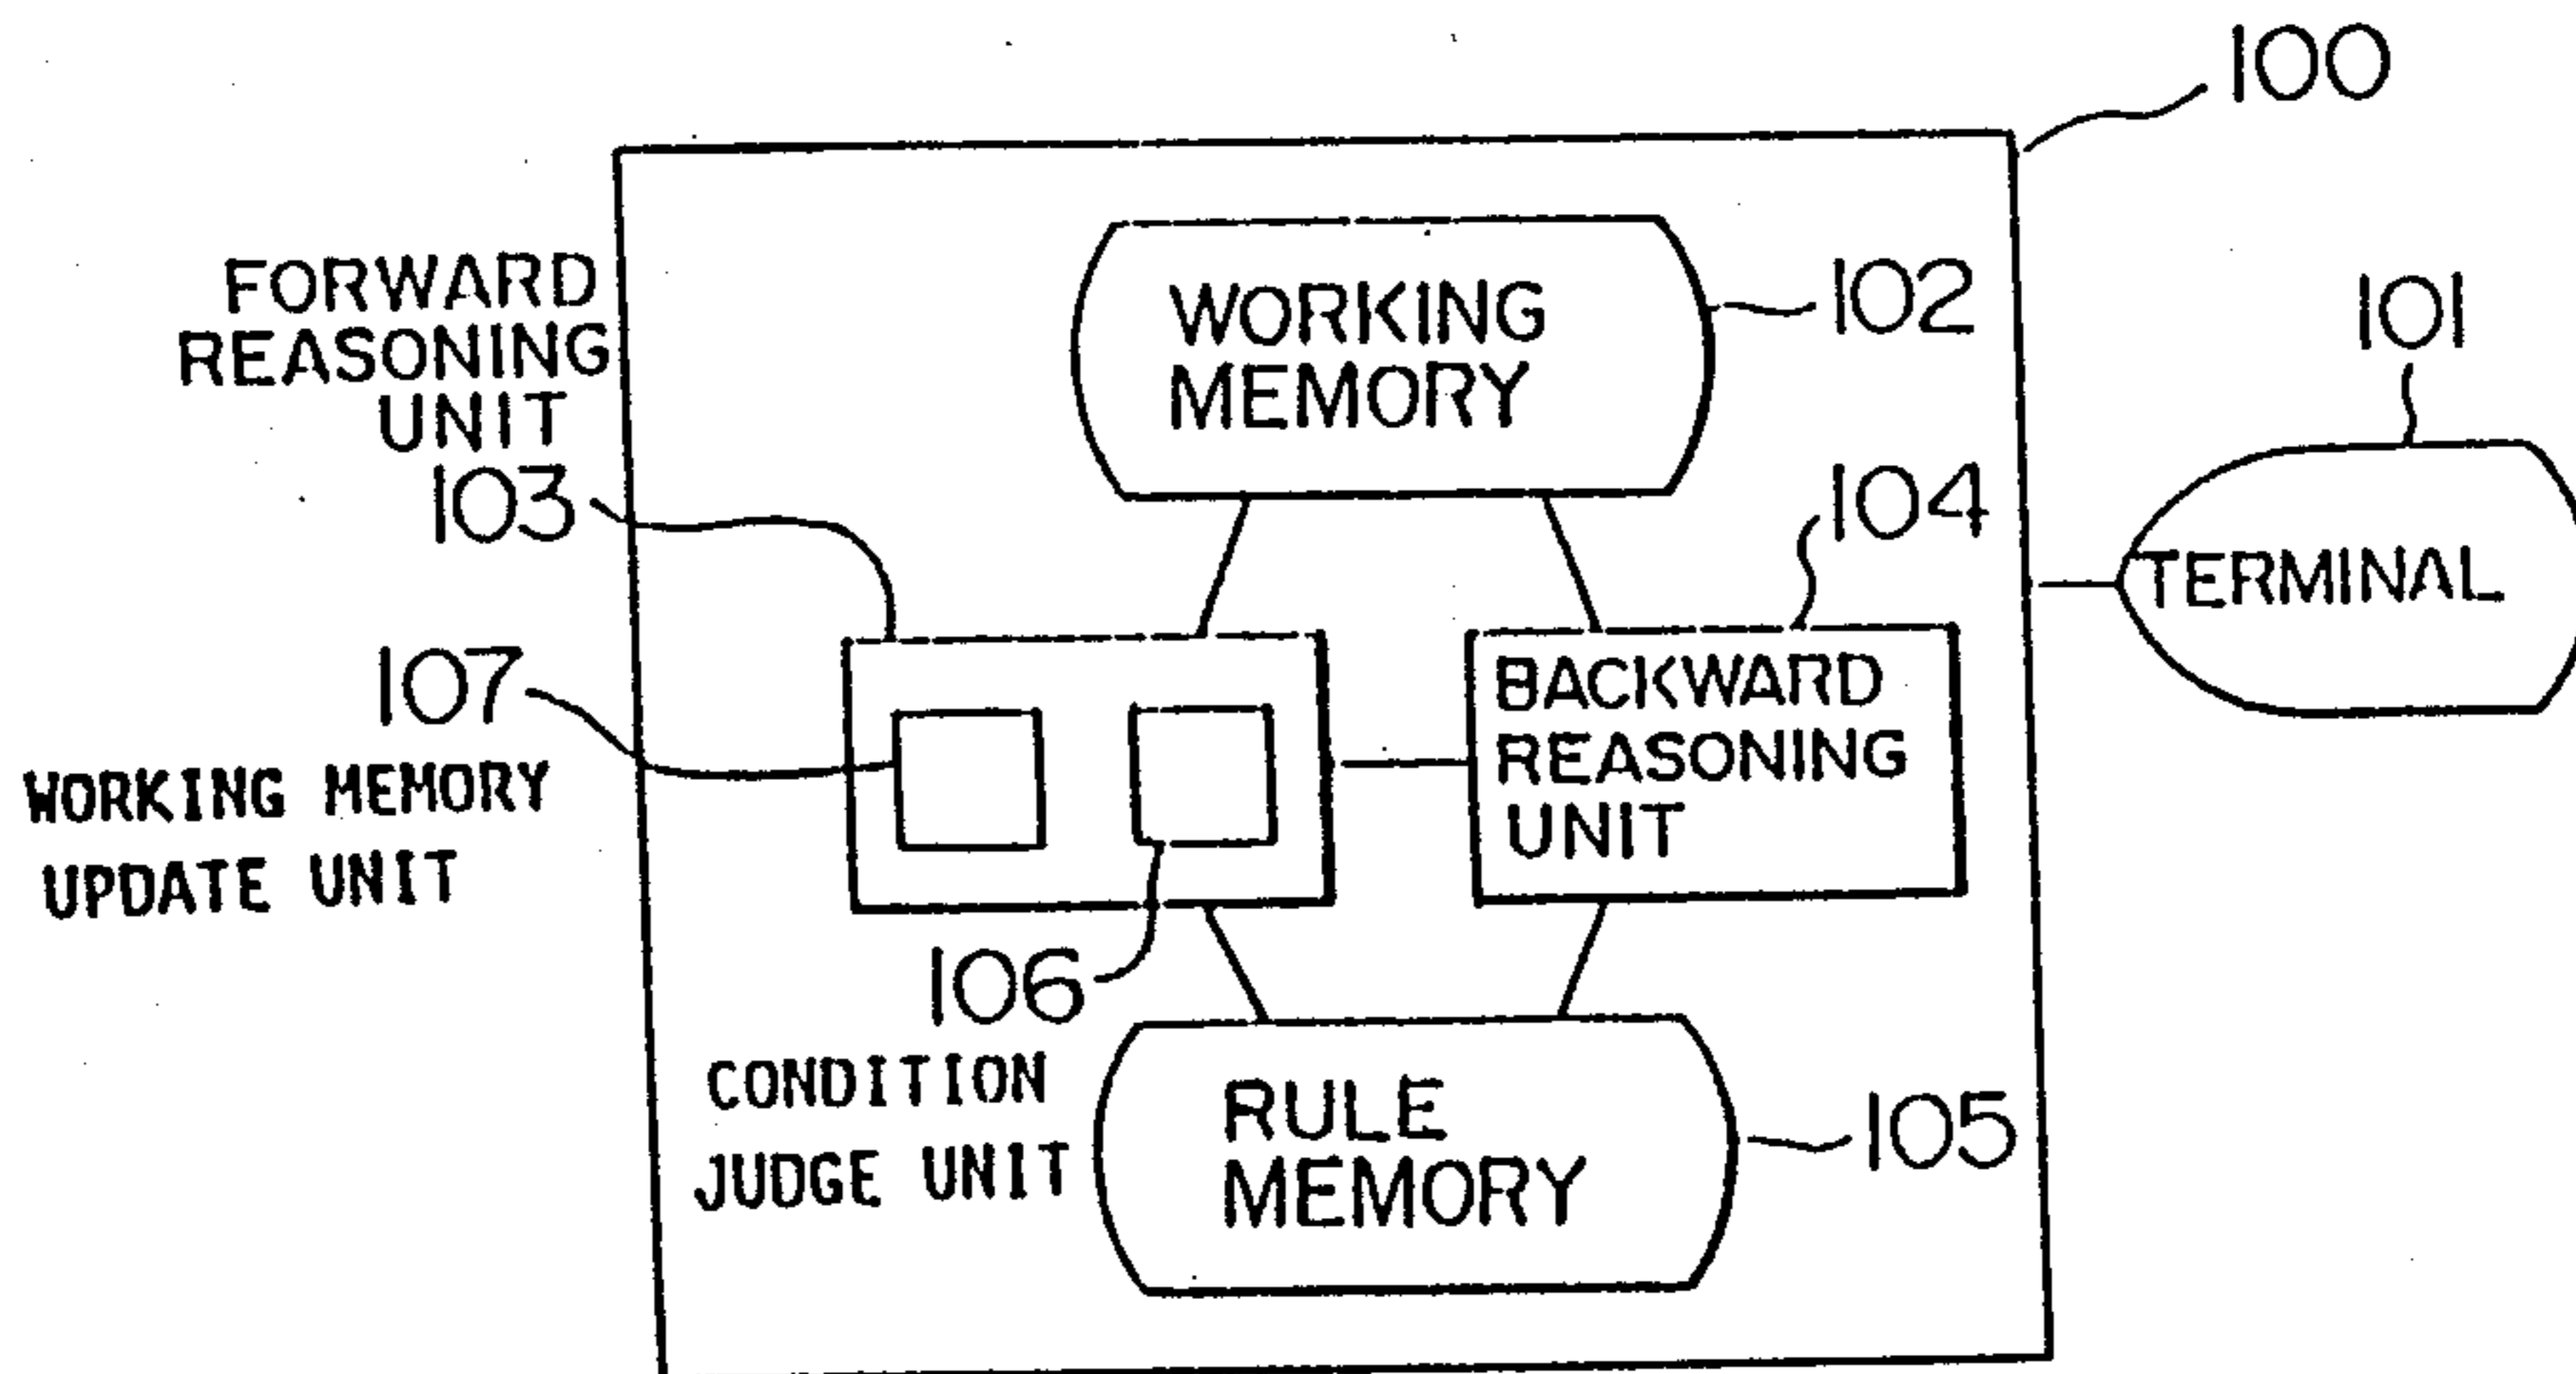 100
FORWARD
REASONING
UNIT
103
WORKING
MEMORY
102
101
TERMINAL
104
107
WORKING MEMORY
UPDATE UNIT
BACKWARD
REASONING
UNIT
106
CONDITION
JUDGE UNIT
RULE
MEMORY
105